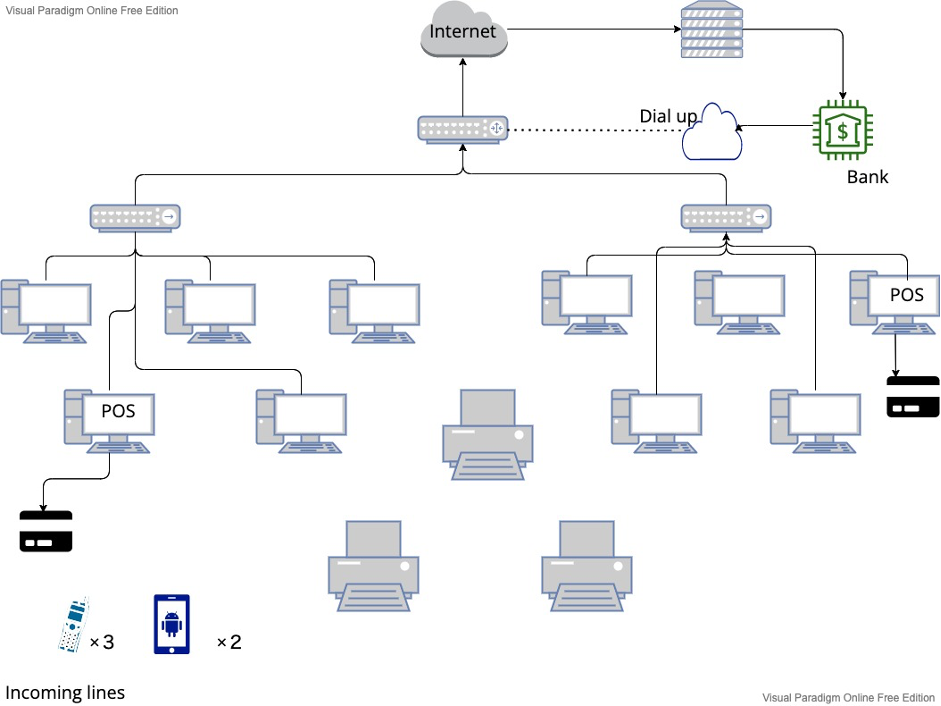 Visual Paradigm Online Free Edition
Internet
Dial up
$
Bank
POS
POS
×3
×2
Incoming lines
Visual Paradigm Online Free Edition